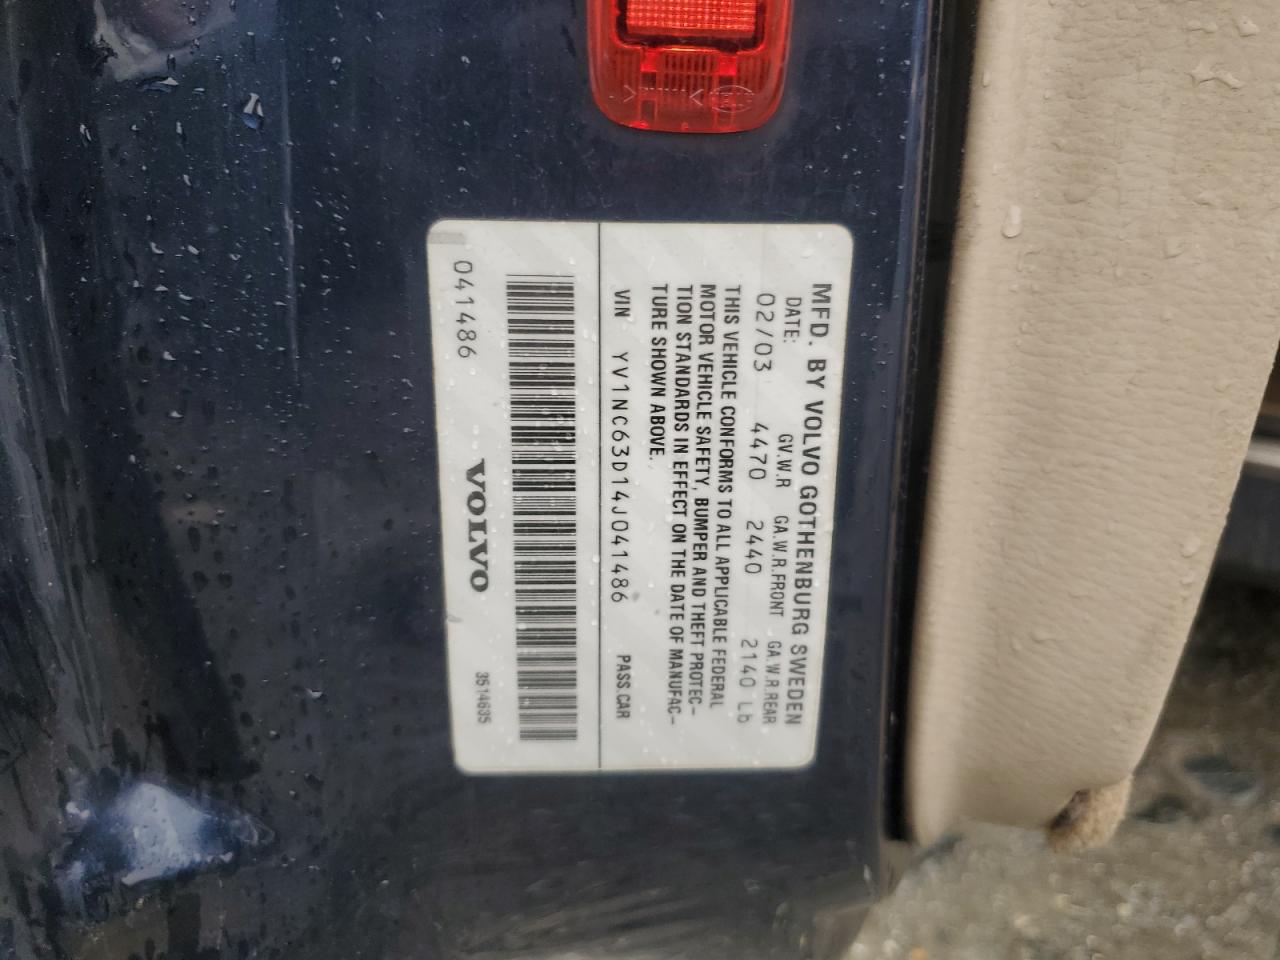 MFD. BY VOLVO GOTHENBURG SWEDEN
DATE: GV.W.R GA.W.R.FRONT GA.W.R.REAR
02/03 4470 2440 2140 Lb
THIS VEHICLE CONFORMS TO ALL APPLICABLE FEDERAL
MOTOR VEHICLE SAFETY, BUMPER AND THEFT PROTEC-
TION STANDARDS IN EFFECT ON THE DATE OF MANUFAC-
TURE SHOWN ABOVE.
VIN YV1NC63D14J041486 PASS.CAR
041486 VOLVO 3514635